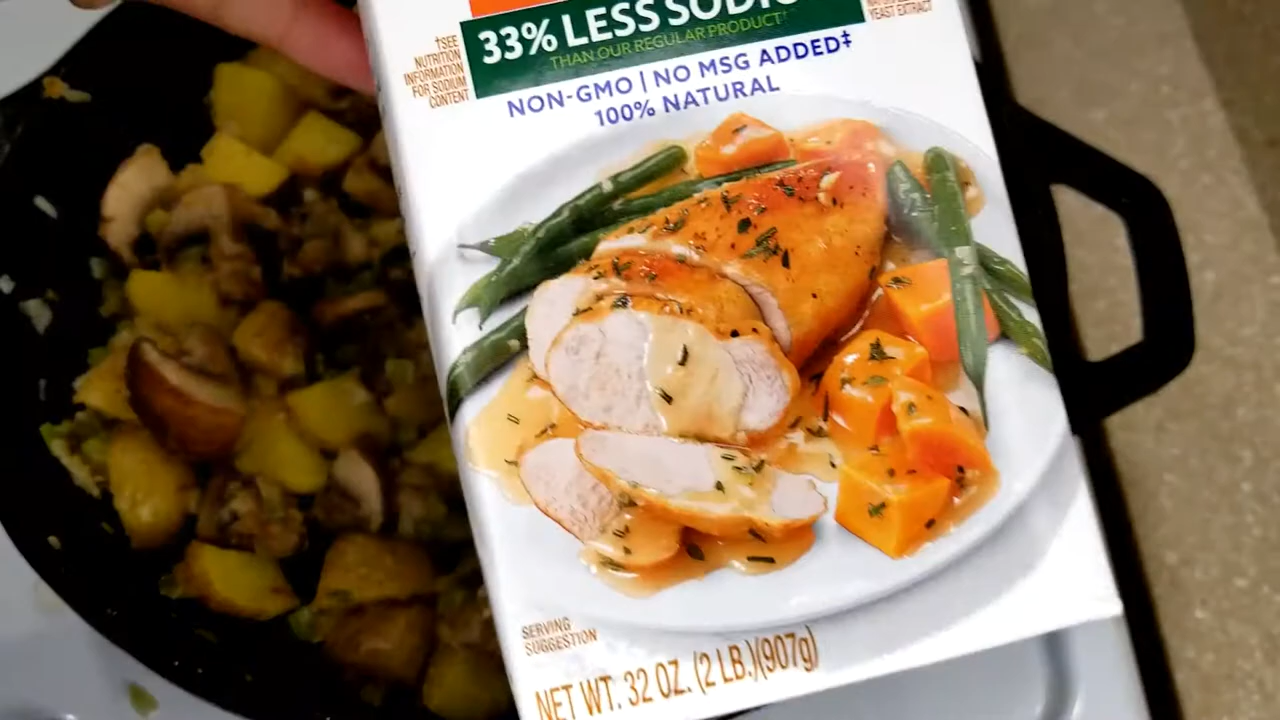 33% LESS SODIU
THAN OUR REGULAR PRODUCT†
†SEE
NUTRITION
INFORMATION
FOR SODIUM
CONTENT
YEAST EXTRACT
NON-GMO | NO MSG ADDED‡
100% NATURAL
SERVING
SUGGESTION
NET WT. 32 OZ. (2 LB.)(907g)